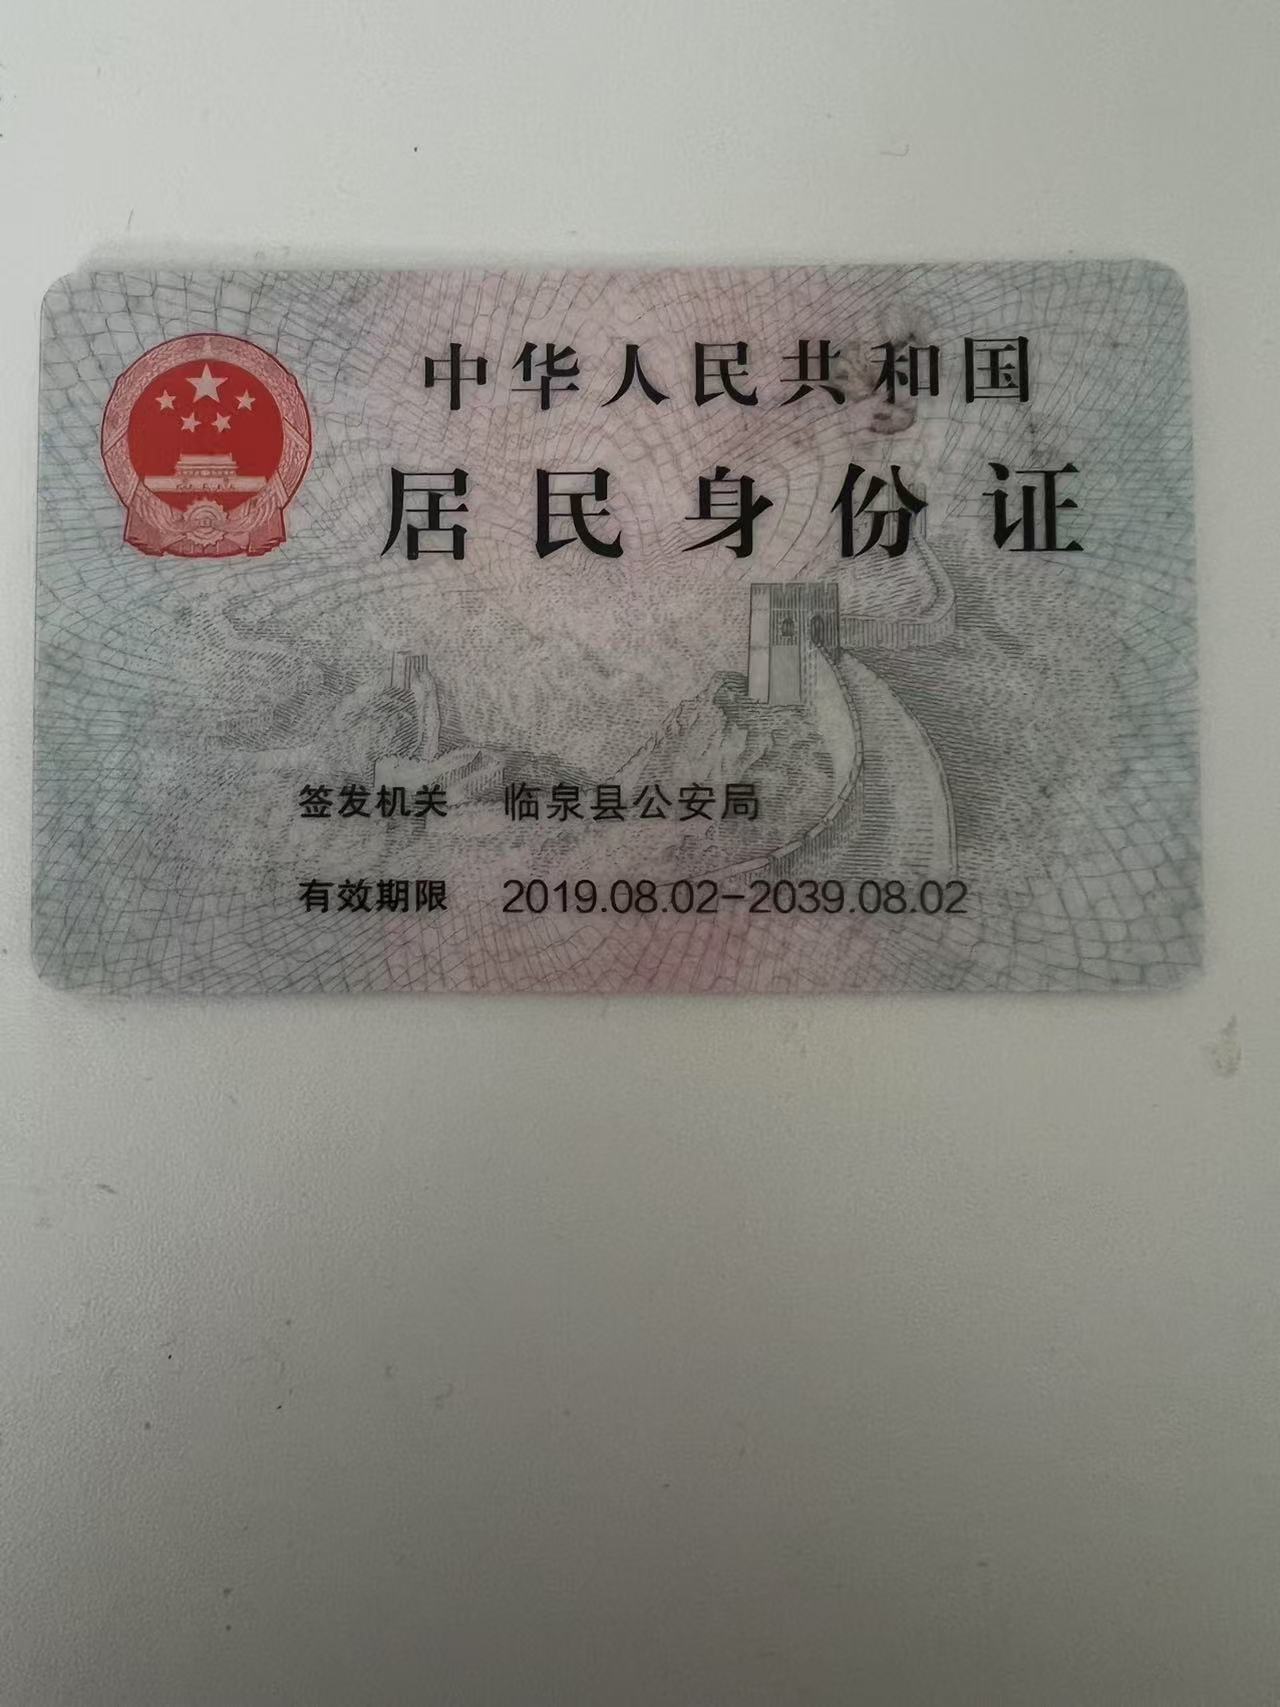 中华人民共和国
居民身份证
签发机关 临泉县公安局
有效期限 2019.08.02-2039.08.02